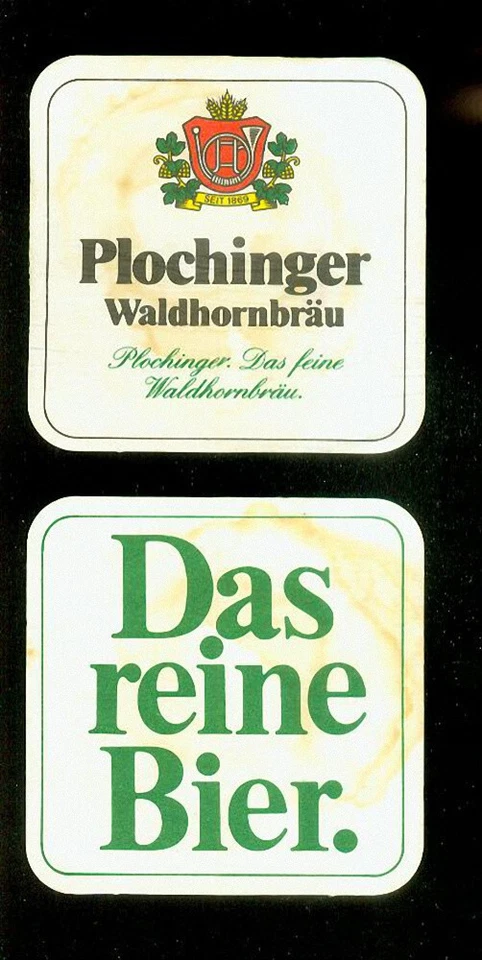 SEIT 1869
Plochinger
Waldhornbräu
Plochinger. Das feine
Waldhornbräu.
Das
reine
Bier.